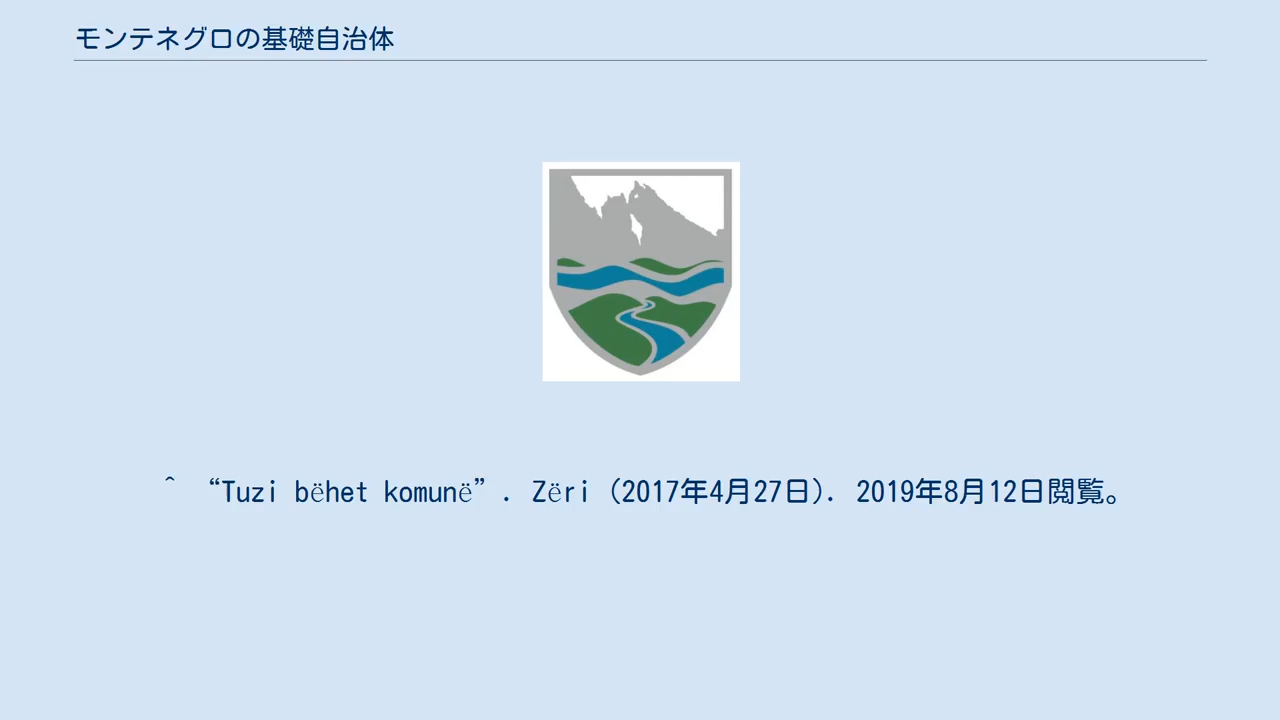 モンテネグロの基礎自治体
^ “Tuzi bëhet komunë”. Zëri (2017年4月27日). 2019年8月12日閲覧。